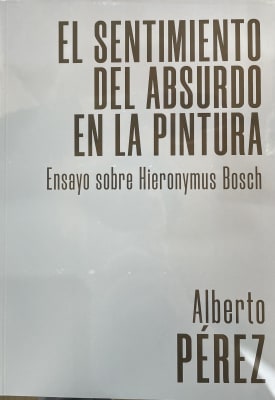 EL SENTIMIENTO
DEL ABSURDO
EN LA PINTURA
Ensayo sobre Hieronymus Bosch
Alberto
PÉREZ